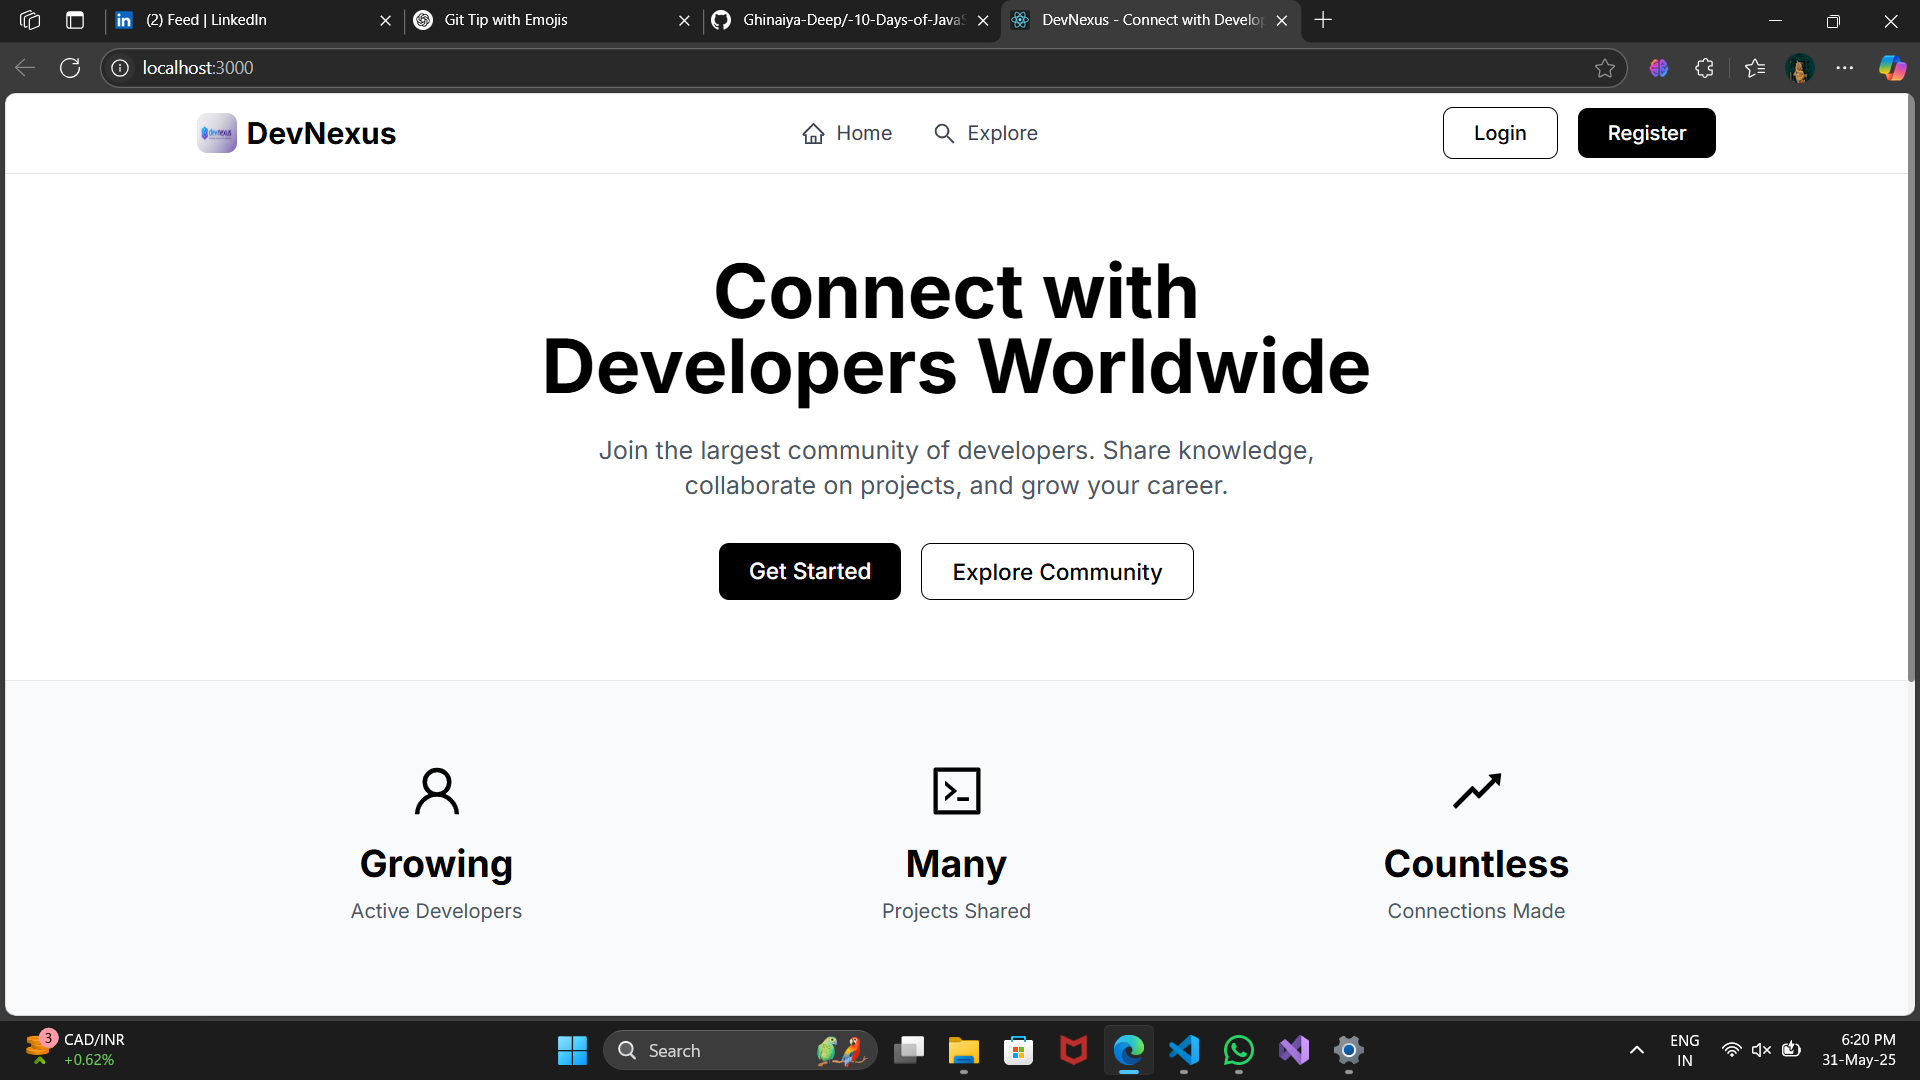 (2) Feed | LinkedIn
Git Tip with Emojis
Ghinaiya-Deep/-10-Days-of-JavaS
DevNexus - Connect with Develop
localhost:3000
devnexus
DevNexus
Home
Explore
Login
Register
Connect with
Developers Worldwide
Join the largest community of developers. Share knowledge,
collaborate on projects, and grow your career.
Get Started
Explore Community
Growing
Active Developers
Many
Projects Shared
Countless
Connections Made
3
CAD/INR
+0.62%
Search
ENG
IN
6:20 PM
31-May-25